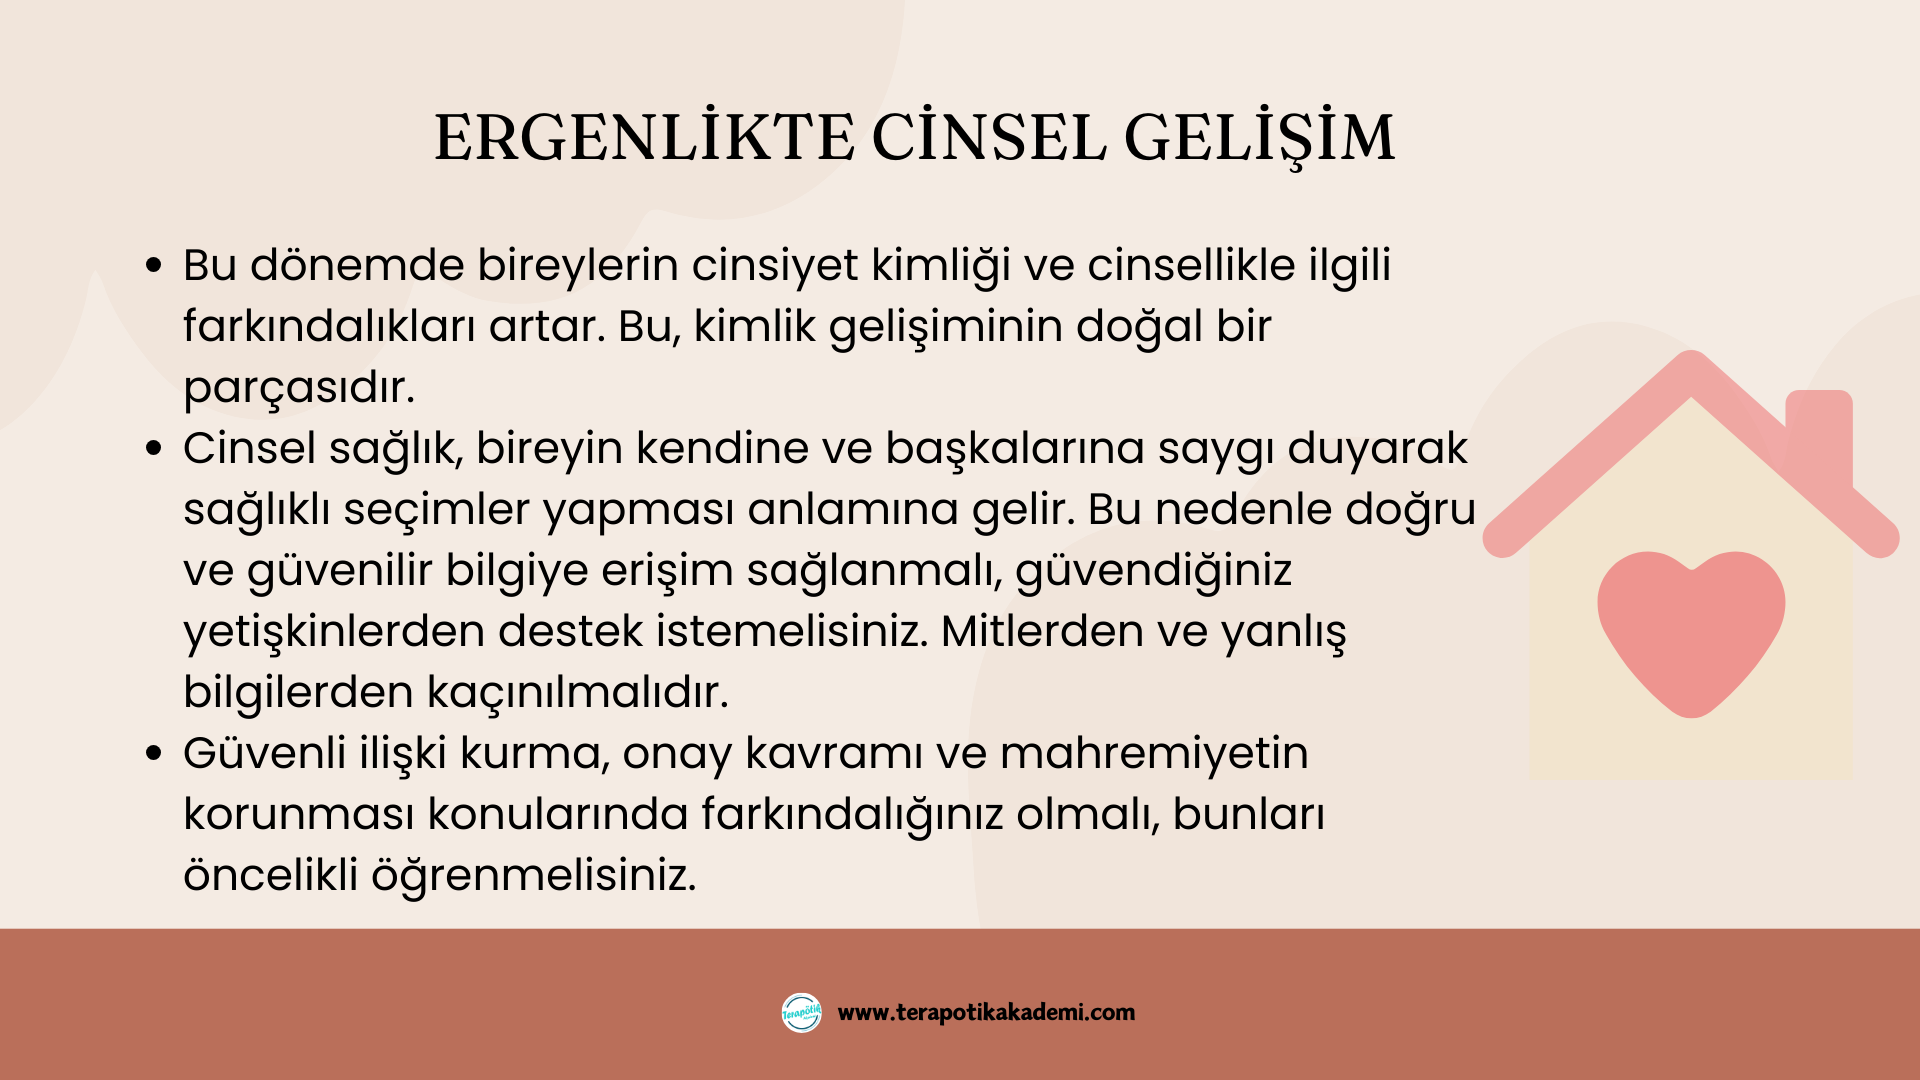 ERGENLİKTE CİNSEL GELİŞİM
• Bu dönemde bireylerin cinsiyet kimliği ve cinsellikle ilgili
farkındalıkları artar. Bu, kimlik gelişiminin doğal bir
parçasıdır.
• Cinsel sağlık, bireyin kendine ve başkalarına saygı duyarak
sağlıklı seçimler yapması anlamına gelir. Bu nedenle doğru
ve güvenilir bilgiye erişim sağlanmalı, güvendiğiniz
yetişkinlerden destek istemelisiniz. Mitlerden ve yanlış
bilgilerden kaçınılmalıdır.
• Güvenli ilişki kurma, onay kavramı ve mahremiyetin
korunması konularında farkındalığınız olmalı, bunları
öncelikli öğrenmelisiniz.
Terapötik
www.terapotikakademi.com